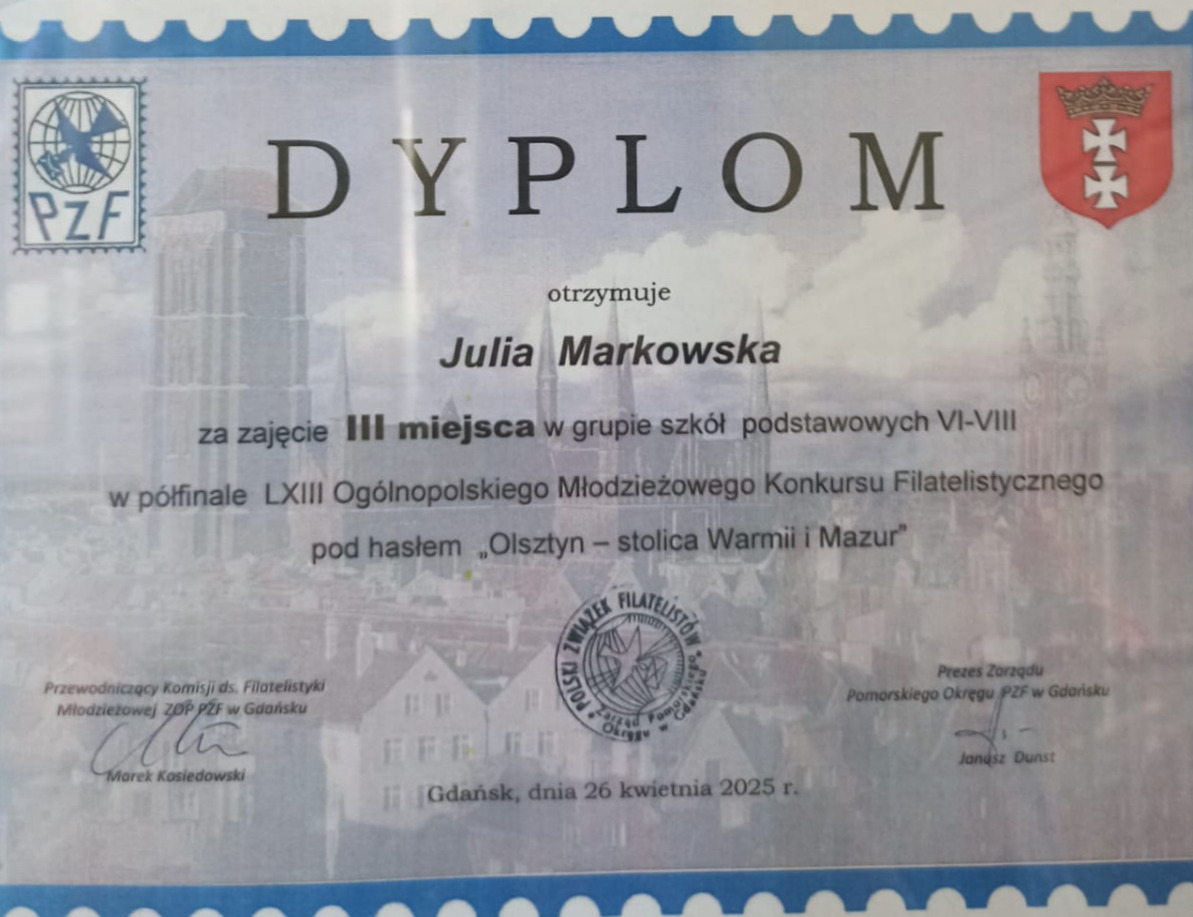 PZF
DYPLOM
otrzymuje
Julia Markowska
za zajęcie III miejsca w grupie szkół podstawowych VI-VIII
w półfinale LXIII Ogólnopolskiego Młodzieżowego Konkursu Filatelistycznego
pod hasłem „Olsztyn – stolica Warmii i Mazur”
POLSKI ZWIĄZEK FILATELISTÓW
Zarząd Pomorskiego
Okręgu w Gdańsku
Przewodniczący Komisji ds. Filatelistyki
Młodzieżowej ZOP PZF w Gdańsku
Marek Kosiedowski
Prezes Zarządu
Pomorskiego Okręgu PZF w Gdańsku
Janusz Dunst
Gdańsk, dnia 26 kwietnia 2025 r.